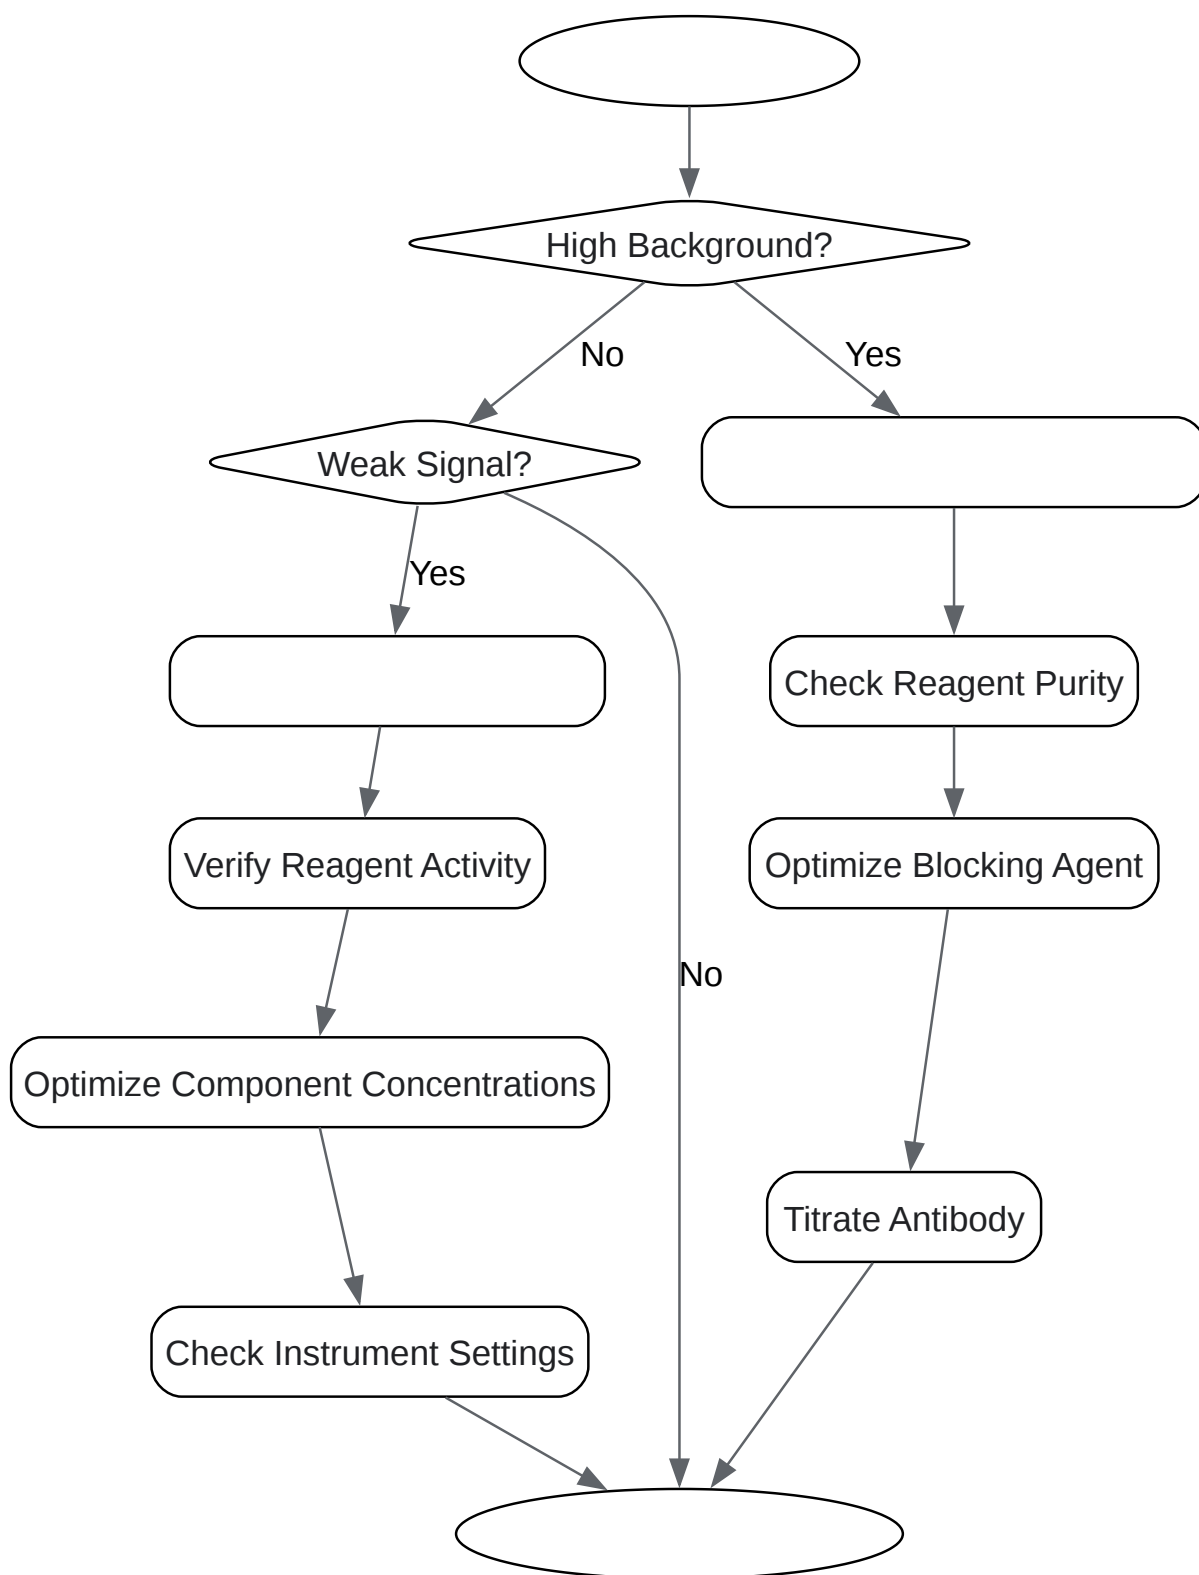 High Background?
No
Yes
Weak Signal?
Yes
Check Reagent Purity
Verify Reagent Activity
Optimize Blocking Agent
No
Optimize Component Concentrations
Titrate Antibody
Check Instrument Settings